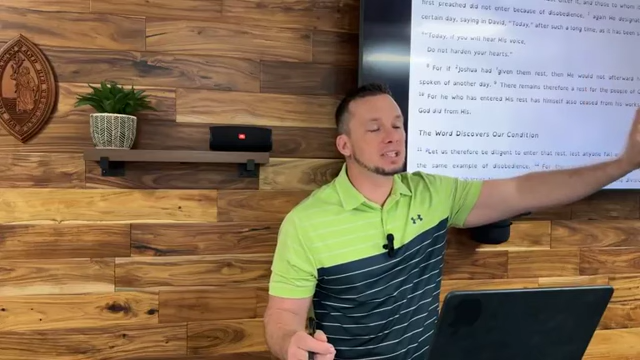 first preached did not enter because of disobedience, ⁷ again He designates
certain day, saying in David, "Today," after such a long time, as it has been
"Today, if you will hear His voice,
Do not harden your hearts."
⁸ For if Joshua had given them rest, then He would not afterward
spoken of another day. ⁹ There remains therefore a rest for the people of
¹⁰ For he who has entered His rest has himself also ceased from his works
God did from His.
The Word Discovers Our Condition
¹¹ Let us therefore be diligent to enter that rest, lest anyone fall
the same example of disobedience. ¹² For the
JBL